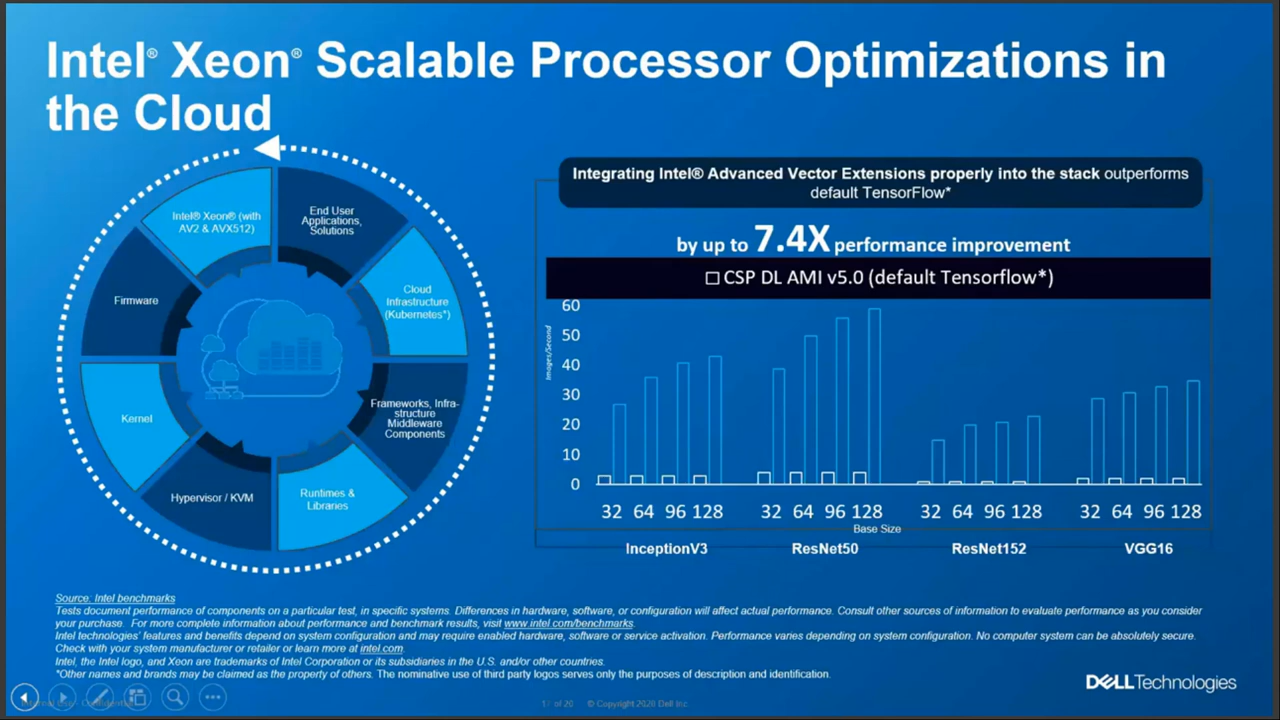 Intel® Xeon® Scalable Processor Optimizations in
the Cloud
Intel® Xeon® (with
AV2 & AVX512)
End User
Applications,
Solutions
Cloud
Infrastructure
(Kubernetes*)
Frameworks, Infra-
structure
Middleware
Components
Runtimes &
Libraries
Hypervisor / KVM
Kernel
Firmware
Integrating Intel® Advanced Vector Extensions properly into the stack outperforms
default TensorFlow*
by up to 7.4X performance improvement
CSP DL AMI v5.0 (default Tensorflow*)
Images/Second
60
50
40
30
20
10
0
32 64 96 128 32 64 96 128 32 64 96 128 32 64 96 128
Base Size
InceptionV3 ResNet50 ResNet152 VGG16
Source: Intel benchmarks
Tests document performance of components on a particular test, in specific systems. Differences in hardware, software, or configuration will affect actual performance. Consult other sources of information to evaluate performance as you consider
your purchase. For more complete information about performance and benchmark results, visit www.intel.com/benchmarks.
Intel technologies' features and benefits depend on system configuration and may require enabled hardware, software or service activation. Performance varies depending on system configuration. No computer system can be absolutely secure.
Check with your system manufacturer or retailer or learn more at intel.com.
Intel, the Intel logo, and Xeon are trademarks of Intel Corporation or its subsidiaries in the U.S. and/or other countries.
*Other names and brands may be claimed as the property of others. The nominative use of third party logos serves only the purposes of description and identification.
DELLTechnologies
Internal Use - Confidential
of 20 © Copyright 2020 Dell Inc.